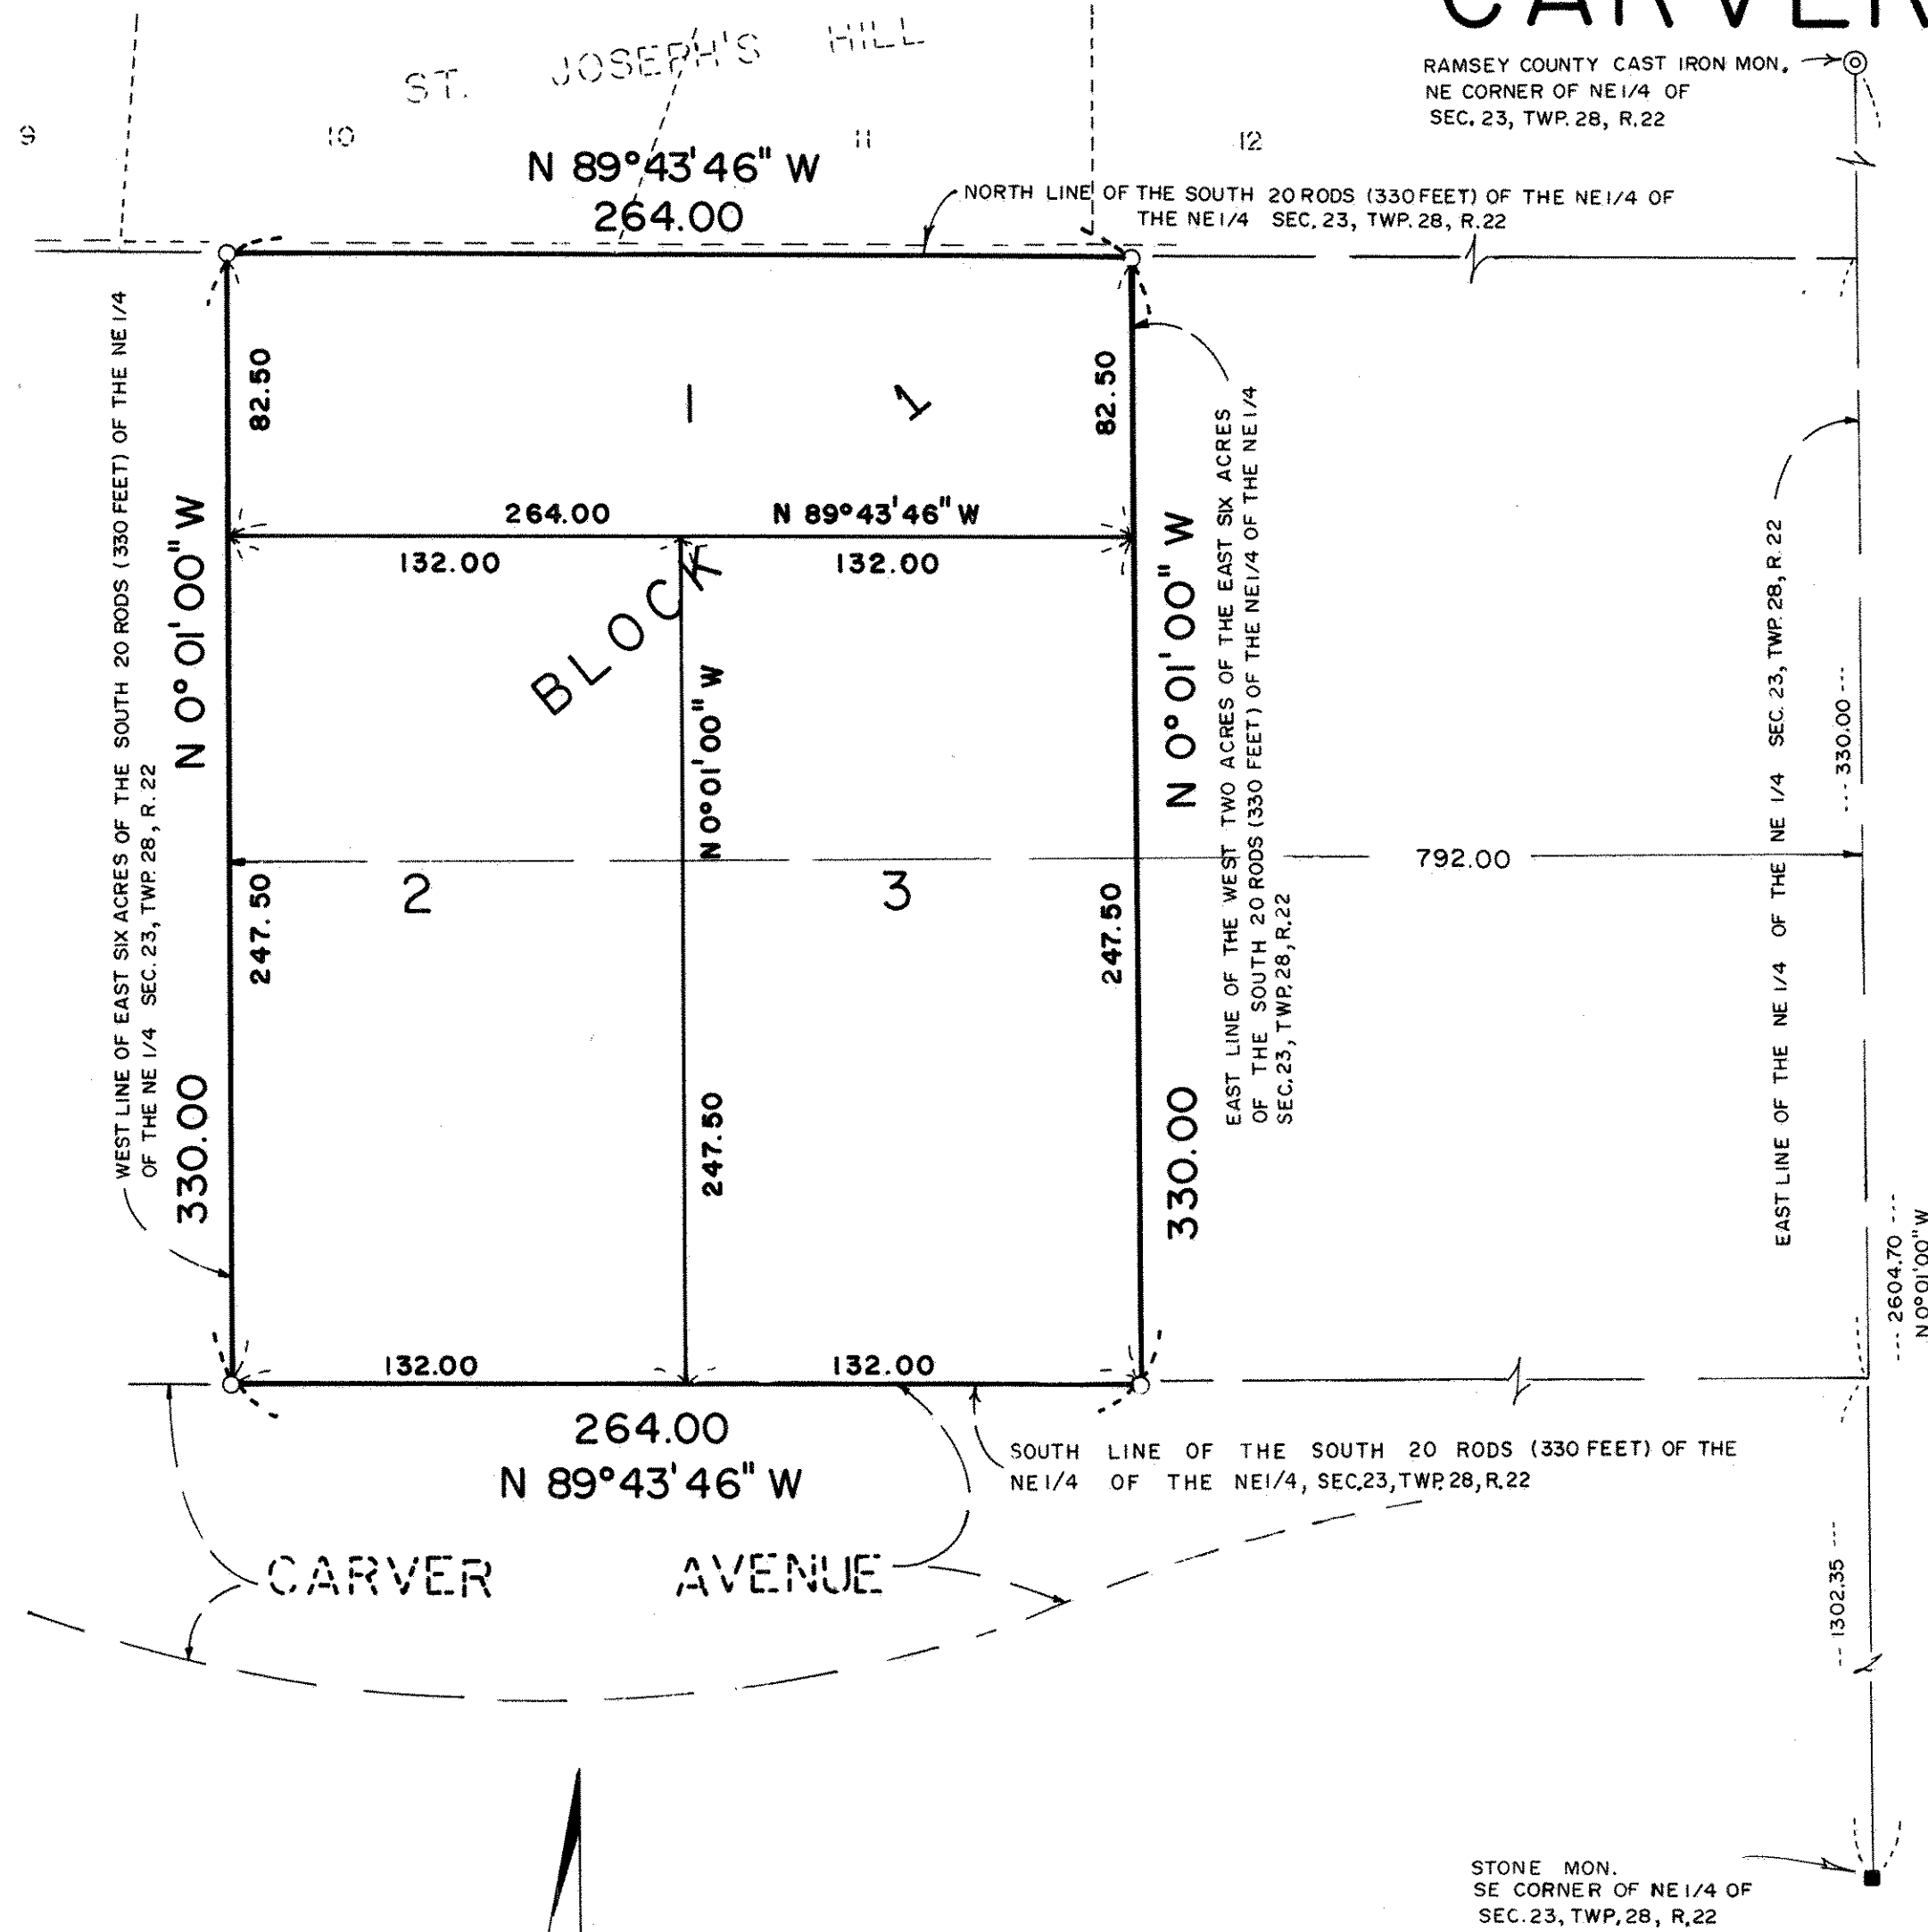 CARVER
RAMSEY COUNTY CAST IRON MON.
NE CORNER OF NE1/4 OF
SEC. 23, TWP. 28, R.22
ST. JOSEPH'S HILL
9 10 11 12
N 89°43'46" W
264.00
NORTH LINE OF THE SOUTH 20 RODS (330 FEET) OF THE NE1/4 OF
THE NE1/4 SEC. 23, TWP. 28, R.22
WEST LINE OF EAST SIX ACRES OF THE SOUTH 20 RODS (330 FEET) OF THE NE 1/4
OF THE NE 1/4 SEC. 23, TWP. 28, R. 22
N 0° 01' 00" W
330.00
82.50
82.50
1
1
264.00 N 89°43'46" W
132.00 132.00
BLOCK
N 0° 01' 00" W
247.50
2
3
247.50
247.50
N 0° 01' 00" W
330.00
EAST LINE OF THE WEST TWO ACRES OF THE EAST SIX ACRES
OF THE SOUTH 20 RODS (330 FEET) OF THE NE1/4 OF THE NE1/4
SEC. 23, TWP. 28, R.22
792.00
EAST LINE OF THE NE 1/4 OF THE NE 1/4 SEC. 23, TWP. 28, R. 22
--- 330.00 ---
--- 2604.70 ---
N 0° 01' 00" W
132.00 132.00
264.00
N 89°43'46" W
SOUTH LINE OF THE SOUTH 20 RODS (330 FEET) OF THE
NE1/4 OF THE NE1/4, SEC. 23, TWP. 28, R.22
CARVER AVENUE
--- 1302.35 ---
STONE MON.
SE CORNER OF NE1/4 OF
SEC. 23, TWP. 28, R.22